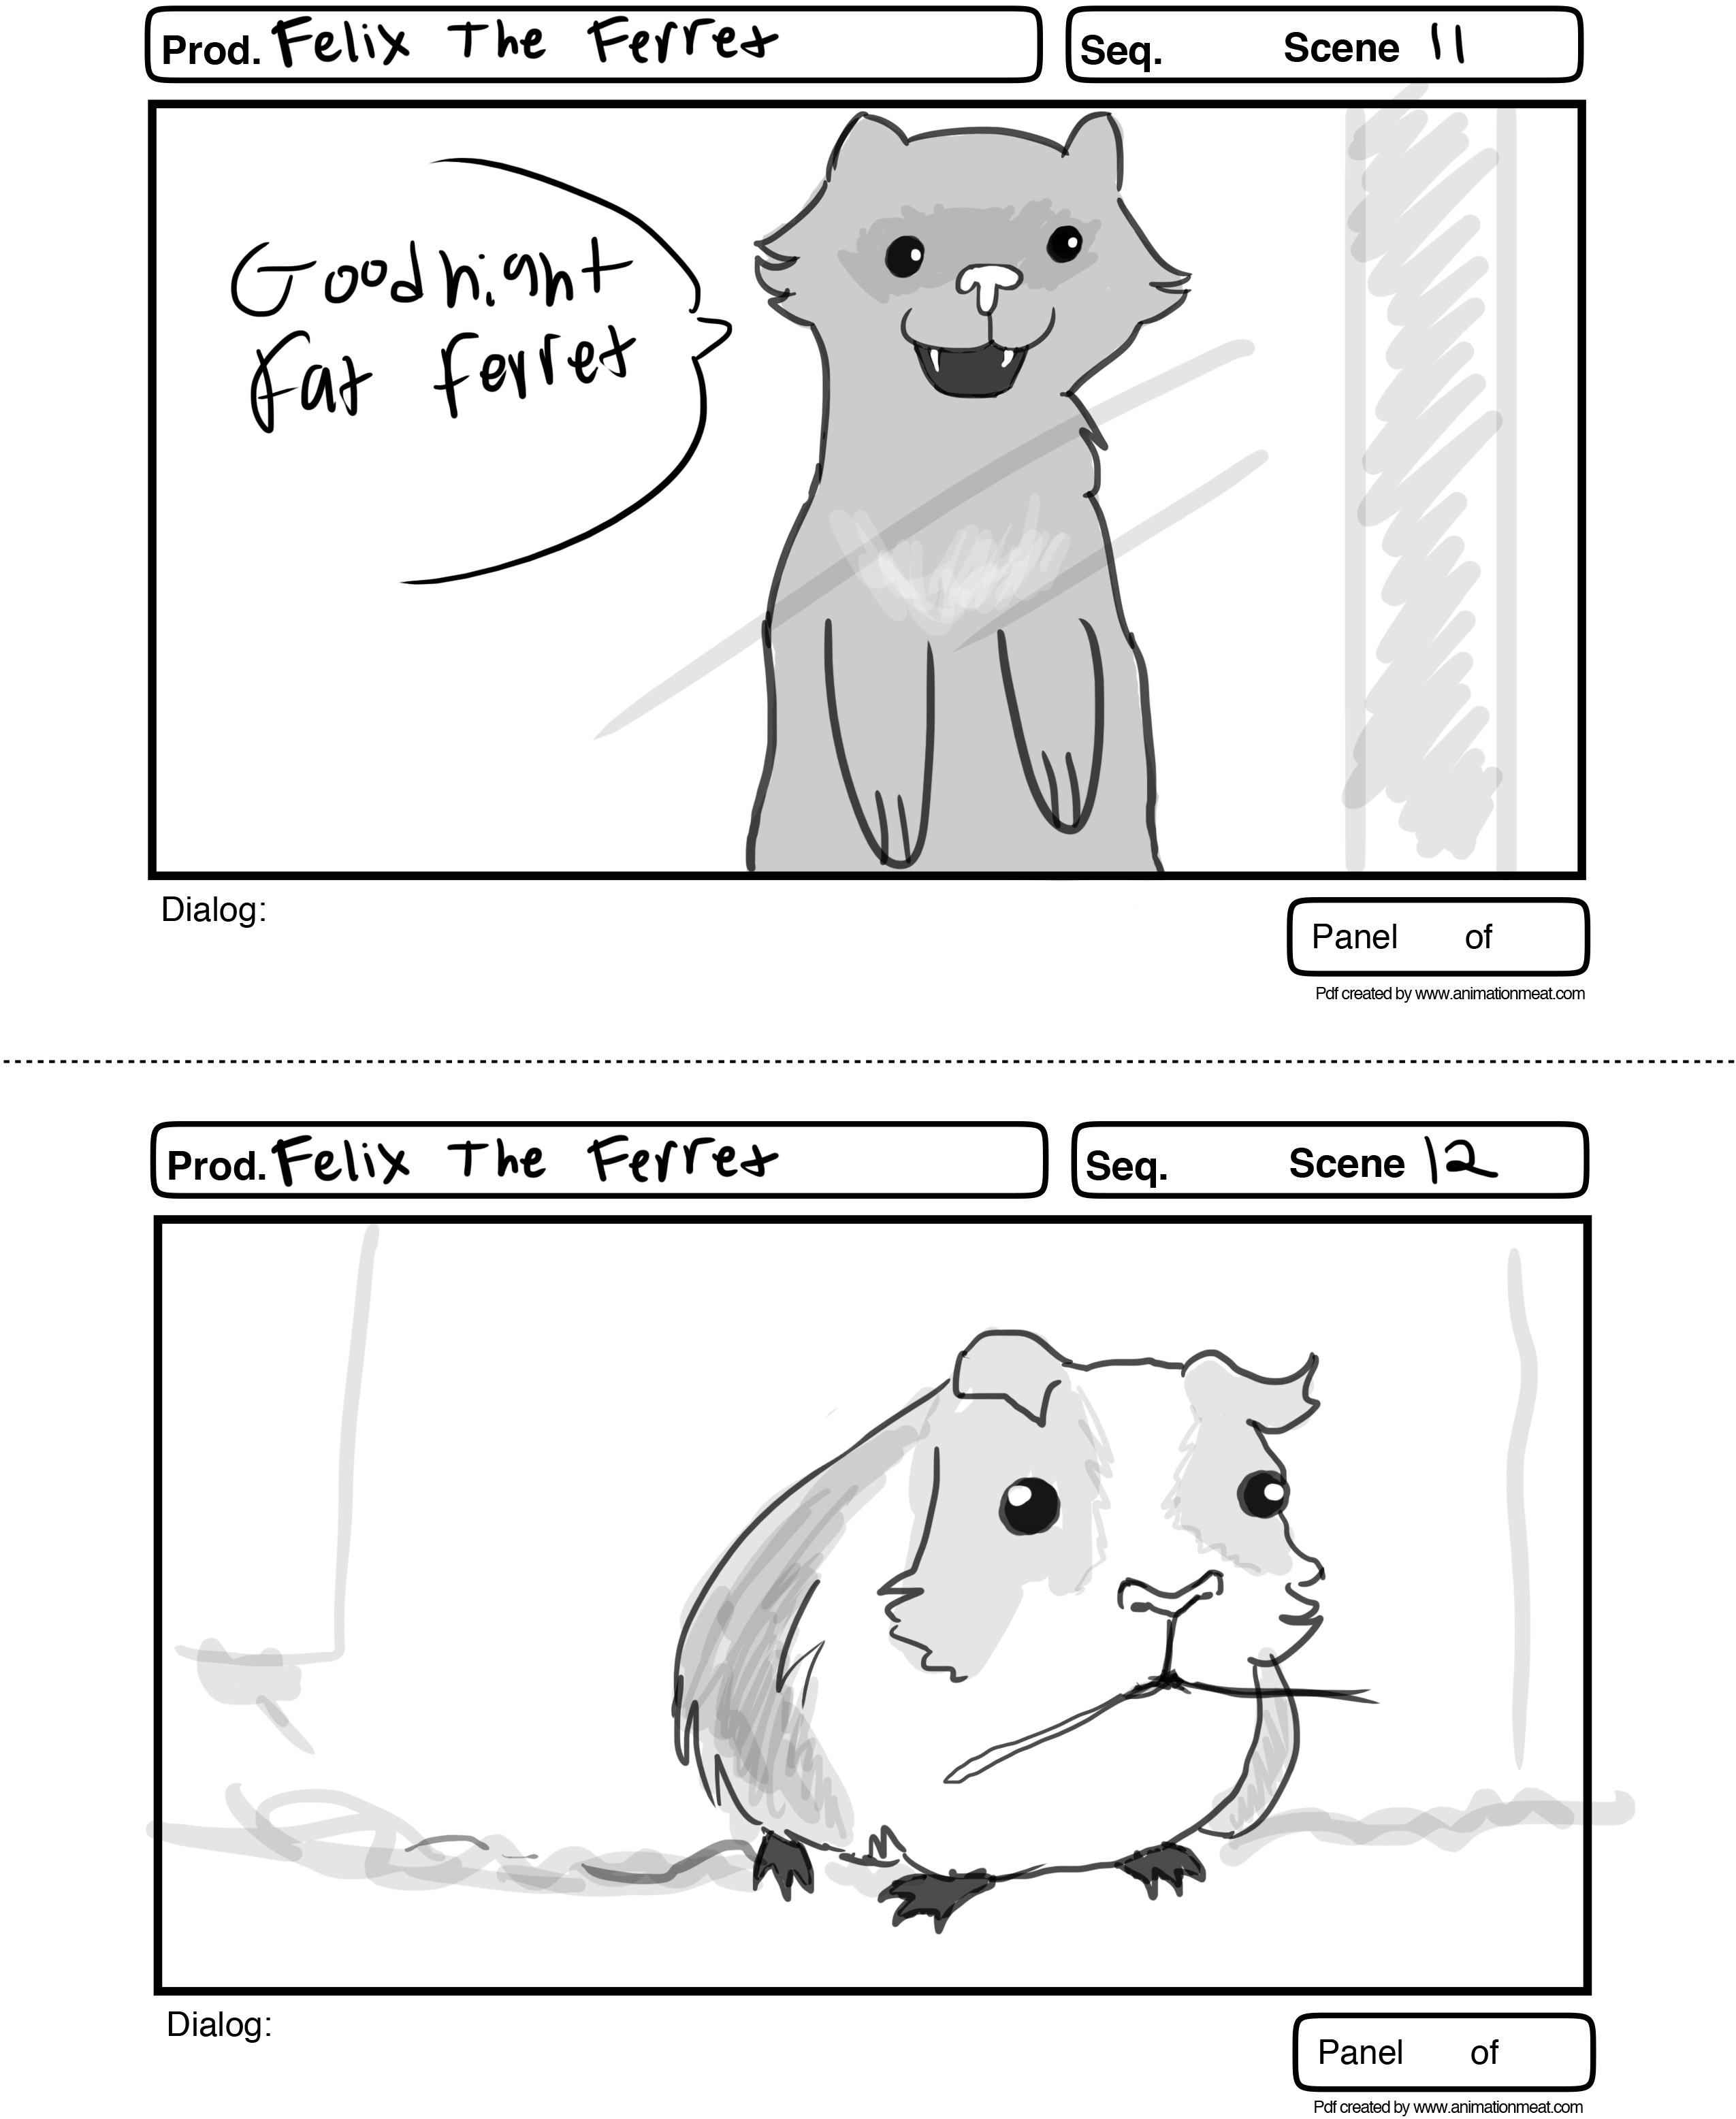 Prod. Felix The Ferret
Seq. Scene 11
Goodnight
Fat Ferret
Dialog:
Panel of
Pdf created by www.animationmeat.com
Prod. Felix The Ferret
Seq. Scene 12
Dialog:
Panel of
Pdf created by www.animationmeat.com